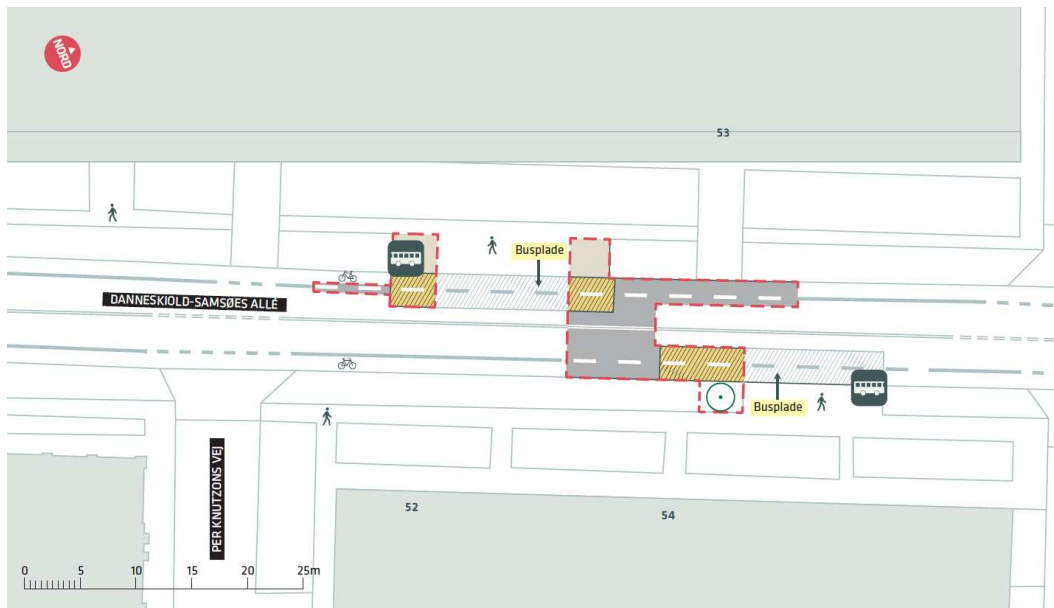 NORD
53
Busplade
DANNESKIOLD-SAMSØES ALLÉ
Busplade
PER KNUTZONS VEJ
52
54
0 5 10 15 20 25m